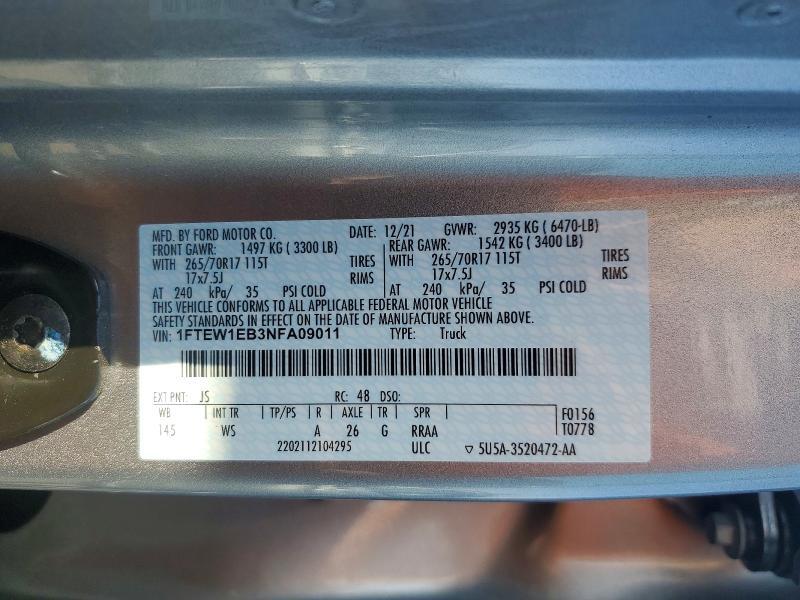 MFD. BY FORD MOTOR CO. DATE: 12/21 GVWR: 2935 KG ( 6470-LB)
FRONT GAWR: 1497 KG ( 3300 LB) REAR GAWR: 1542 KG ( 3400 LB)
WITH 265/70R17 115T TIRES WITH 265/70R17 115T TIRES
17x7.5J RIMS 17x7.5J RIMS
AT 240 kPa/ 35 PSI COLD AT 240 kPa/ 35 PSI COLD
THIS VEHICLE CONFORMS TO ALL APPLICABLE FEDERAL MOTOR VEHICLE
SAFETY STANDARDS IN EFFECT ON THE DATE OF MANUFACTURE SHOWN ABOVE.
VIN: 1FTEW1EB3NFA09011 TYPE: Truck
EXT PNT: JS RC: 48 DSO:
WB INT TR TP/PS R AXLE TR SPR F0156
145 WS A 26 G RRAA T0778
2202112104295 ULC ▽ 5U5A-3520472-AA